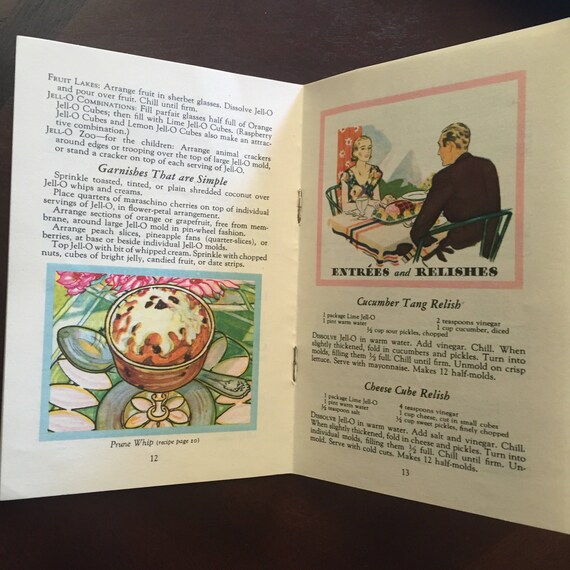 FRUIT LAKES: Arrange fruit in sherbet glasses. Dissolve Jell-O
and pour over fruit. Chill until firm.
JELL-O COMBINATIONS: Fill parfait glasses half full of Orange
Jell-O Cubes; then fill with Lime Jell-O Cubes. (Raspberry
Jell-O Cubes and Lemon Jell-O Cubes also make an attrac-
tive combination.)
JELL-O ZOO—for the children: Arrange animal crackers
around edges or trooping over the top of large Jell-O mold,
or stand a cracker on top of each serving of Jell-O.
Garnishes That are Simple
Sprinkle toasted, tinted, or plain shredded coconut over
Jell-O whips and creams.
Place quarters of maraschino cherries on top of individual
servings of Jell-O, in flower-petal arrangement.
Arrange sections of orange or grapefruit, free from mem-
brane, around large Jell-O mold in pin-wheel fashion.
Arrange peach slices, pineapple fans (quarter-slices), or
berries, at base or beside individual Jell-O molds.
Top Jell-O with bit of whipped cream. Sprinkle with chopped
nuts, cubes of bright jelly, candied fruit, or date strips.
Prune Whip (recipe page 10)
12
ENTRÉES and RELISHES
Cucumber Tang Relish
1 package Lime Jell-O 2 teaspoons vinegar
1 pint warm water 1 cup cucumber, diced
½ cup sour pickles, chopped
DISSOLVE Jell-O in warm water. Add vinegar. Chill. When
slightly thickened, fold in cucumbers and pickles. Turn into
molds, filling them ½ full. Chill until firm. Unmold on crisp
lettuce. Serve with mayonnaise. Makes 12 half-molds.
Cheese Cube Relish
1 package Lime Jell-O 4 teaspoons vinegar
1 pint warm water 1 cup cheese, cut in small cubes
½ teaspoon salt ½ cup sweet pickles, finely chopped
DISSOLVE Jell-O in warm water. Add salt and vinegar. Chill.
When slightly thickened, fold in cheese and pickles. Turn into
individual molds, filling them ½ full. Chill until firm. Un-
mold. Serve with cold cuts. Makes 12 half-molds.
13